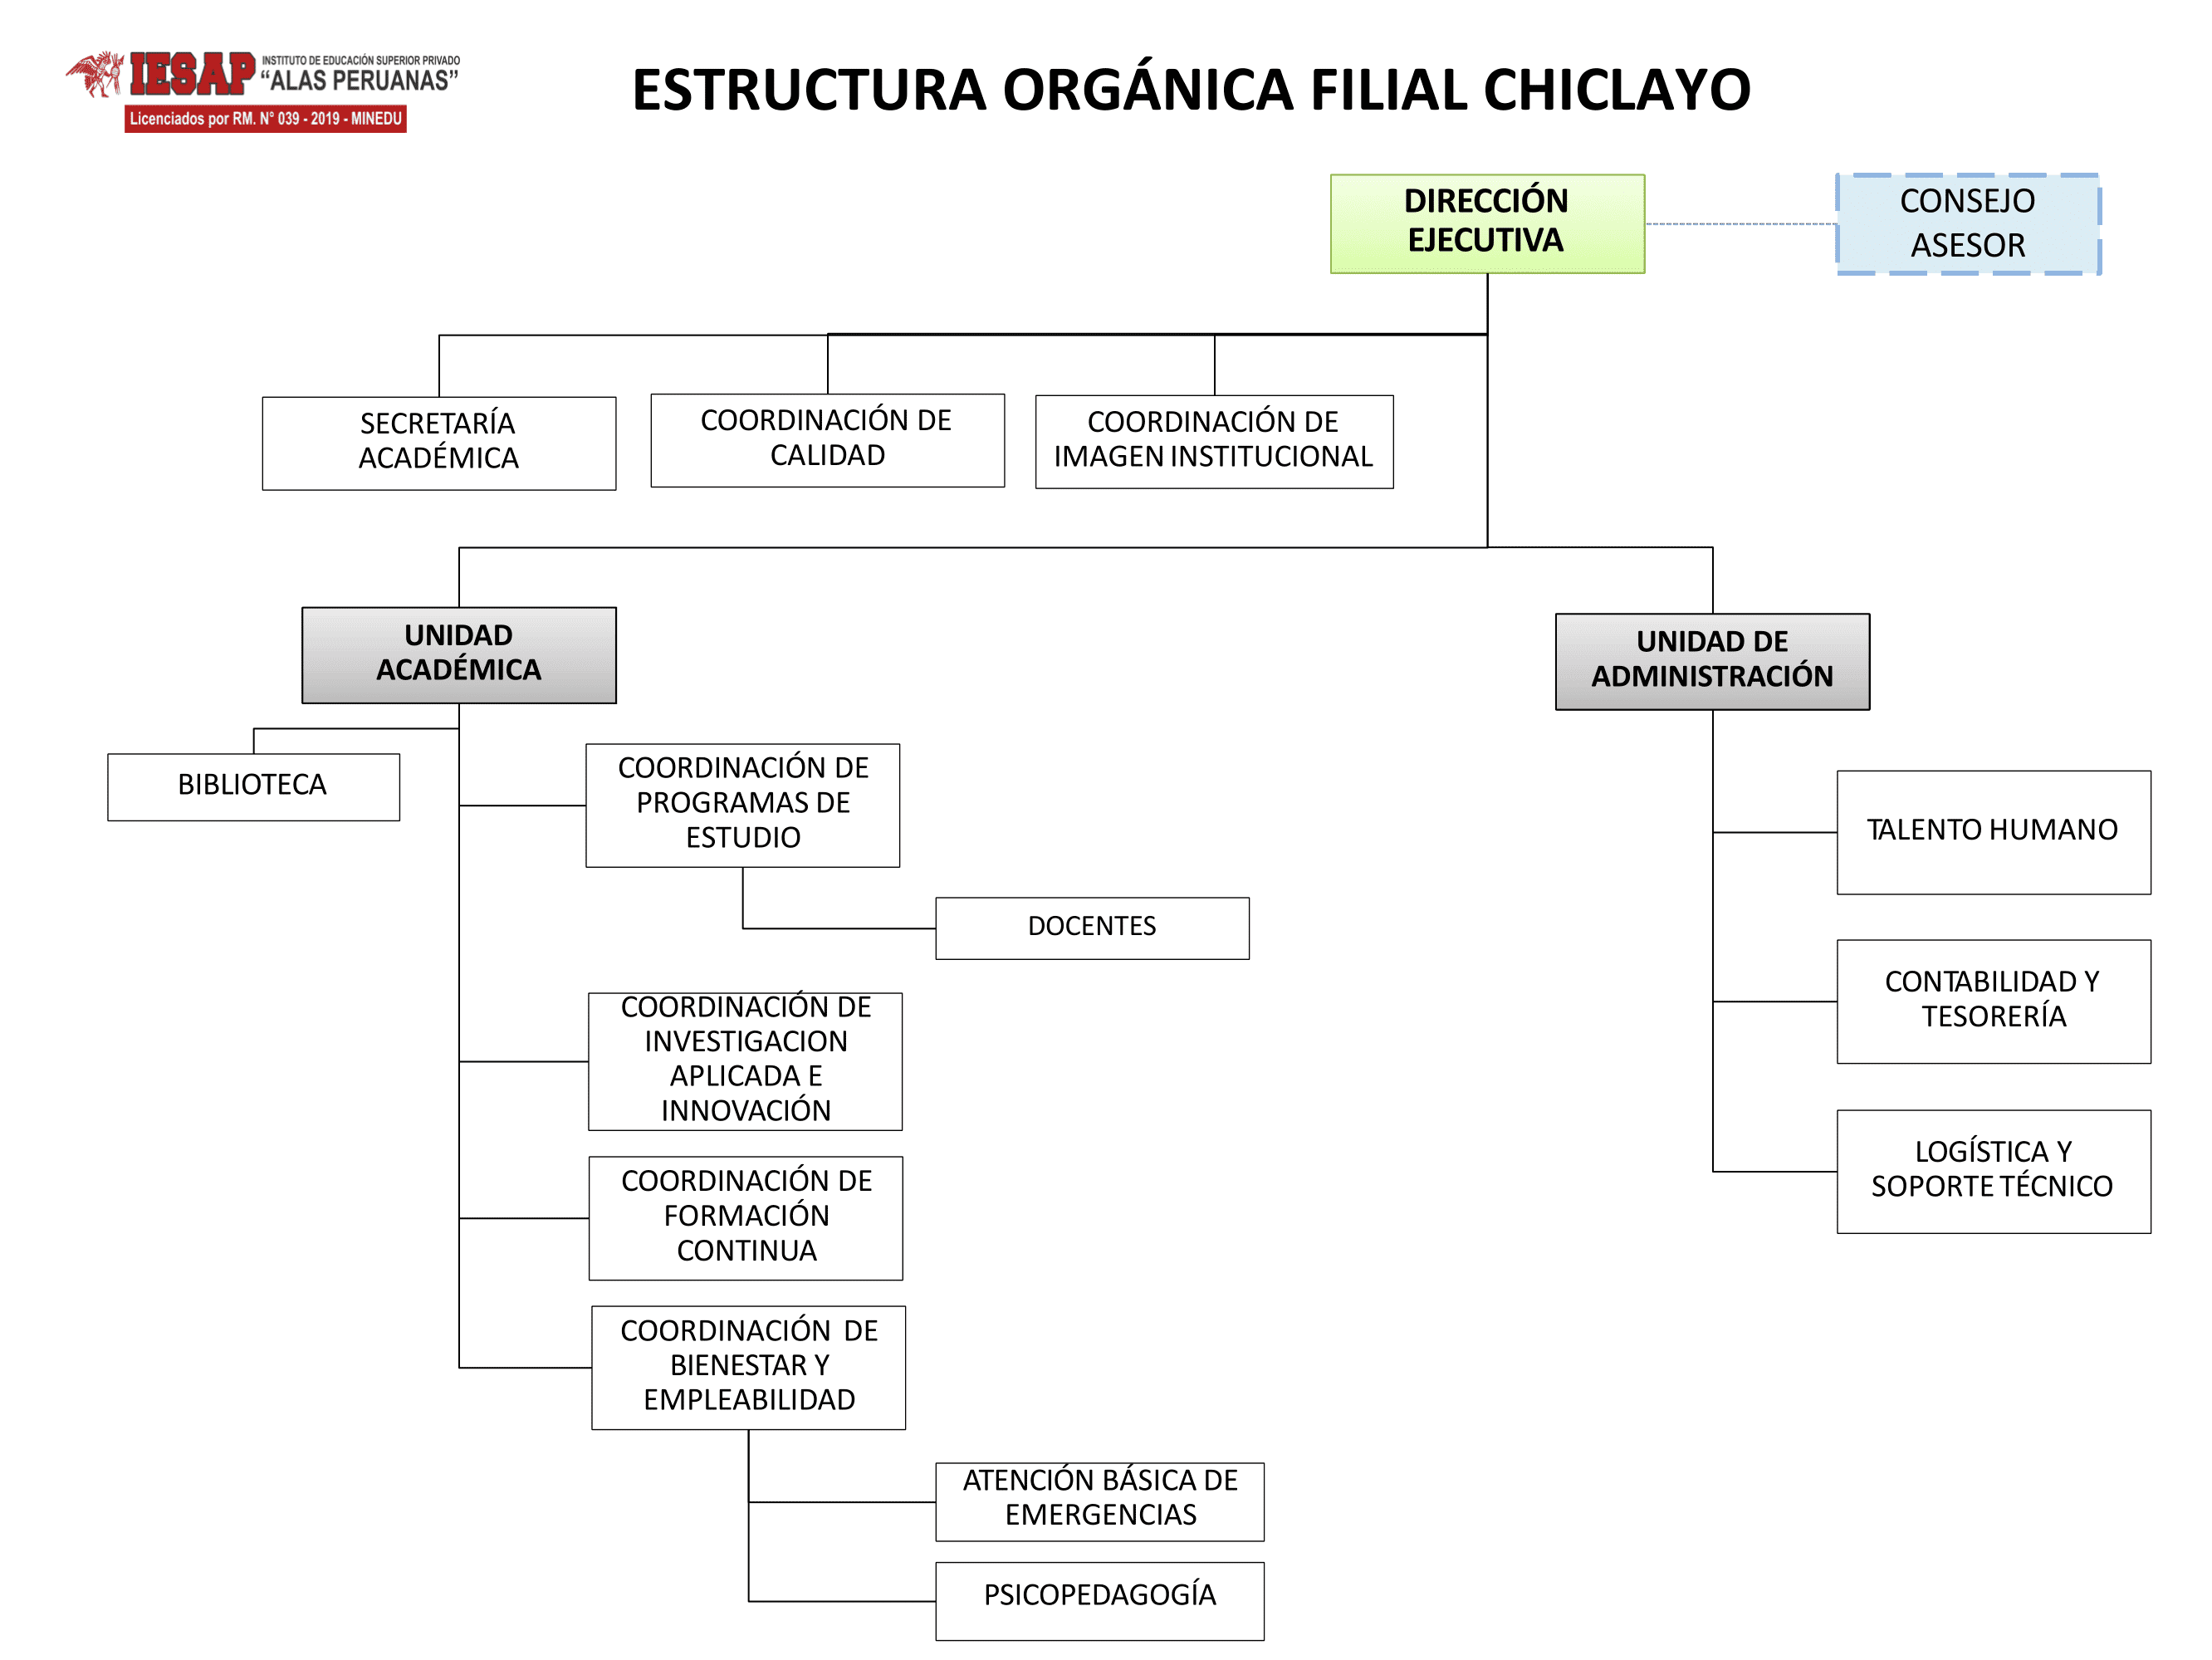 IESAP
INSTITUTO DE EDUCACIÓN SUPERIOR PRIVADO
“ALAS PERUANAS”
Licenciados por RM. N° 039 - 2019 - MINEDU
ESTRUCTURA ORGÁNICA FILIAL CHICLAYO
DIRECCIÓN
EJECUTIVA
CONSEJO
ASESOR
SECRETARÍA
ACADÉMICA
COORDINACIÓN DE
CALIDAD
COORDINACIÓN DE
IMAGEN INSTITUCIONAL
UNIDAD
ACADÉMICA
UNIDAD DE
ADMINISTRACIÓN
BIBLIOTECA
COORDINACIÓN DE
PROGRAMAS DE
ESTUDIO
DOCENTES
COORDINACIÓN DE
INVESTIGACION
APLICADA E
INNOVACIÓN
COORDINACIÓN DE
FORMACIÓN
CONTINUA
COORDINACIÓN DE
BIENESTAR Y
EMPLEABILIDAD
ATENCIÓN BÁSICA DE
EMERGENCIAS
PSICOPEDAGOGÍA
TALENTO HUMANO
CONTABILIDAD Y
TESORERÍA
LOGÍSTICA Y
SOPORTE TÉCNICO